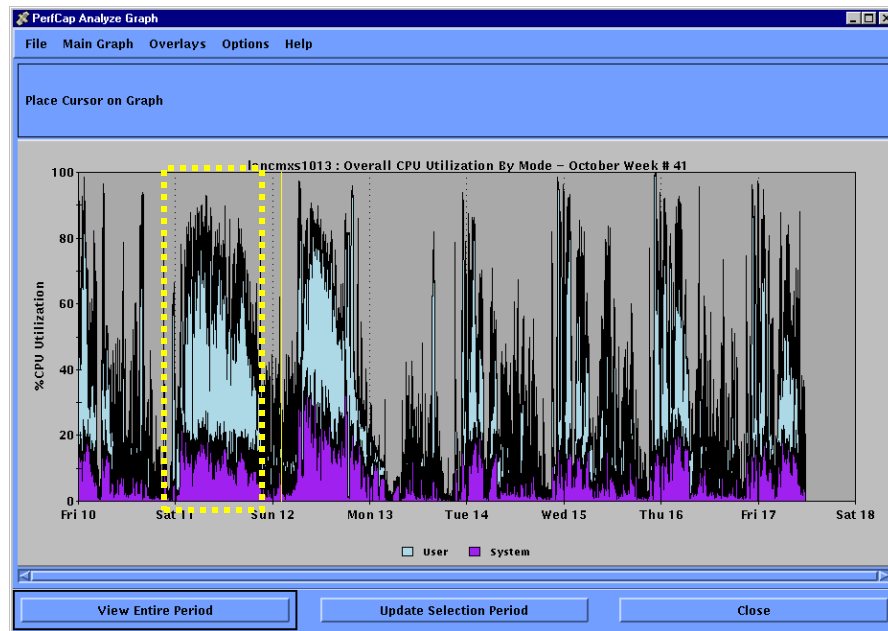 PerfCap Analyze Graph
File Main Graph Overlays Options Help
Place Cursor on Graph
lancmxs1013 : Overall CPU Utilization By Mode – October Week # 41
100
80
60
40
20
0
%CPU Utilization
Fri 10 Sat 11 Sun 12 Mon 13 Tue 14 Wed 15 Thu 16 Fri 17 Sat 18
User System
View Entire Period Update Selection Period Close